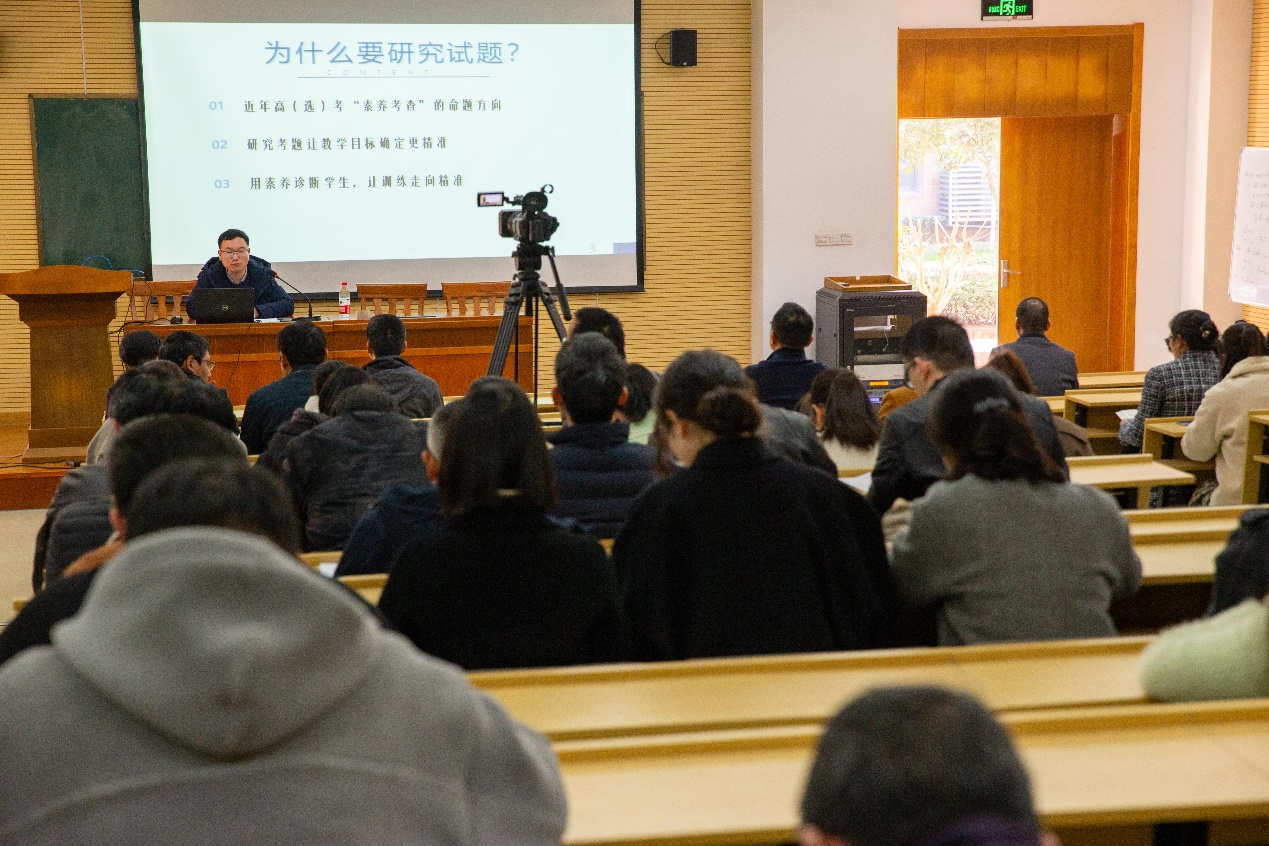 为什么要研究试题?
CONTENT
01 近年高(选)考“素养考查”的命题方向
02 研究考题让教学目标确定更精准
03 用素养诊断学生，让训练走向精准
3
EXIT